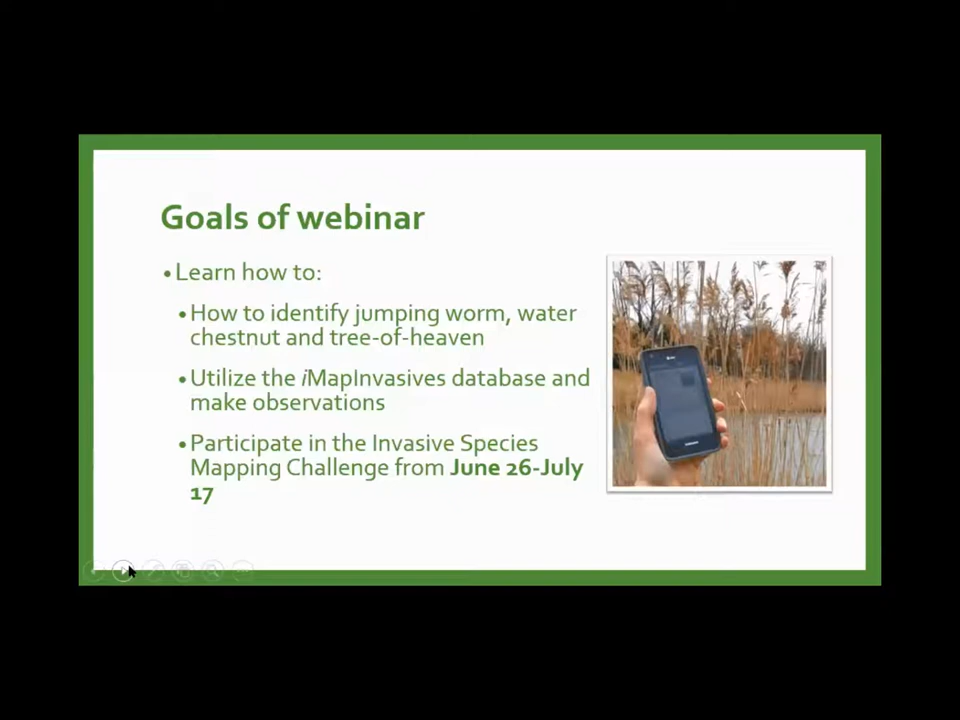 Goals of webinar
•Learn how to:
•How to identify jumping worm, water
chestnut and tree-of-heaven
•Utilize the iMapInvasives database and
make observations
•Participate in the Invasive Species
Mapping Challenge from June 26-July
17